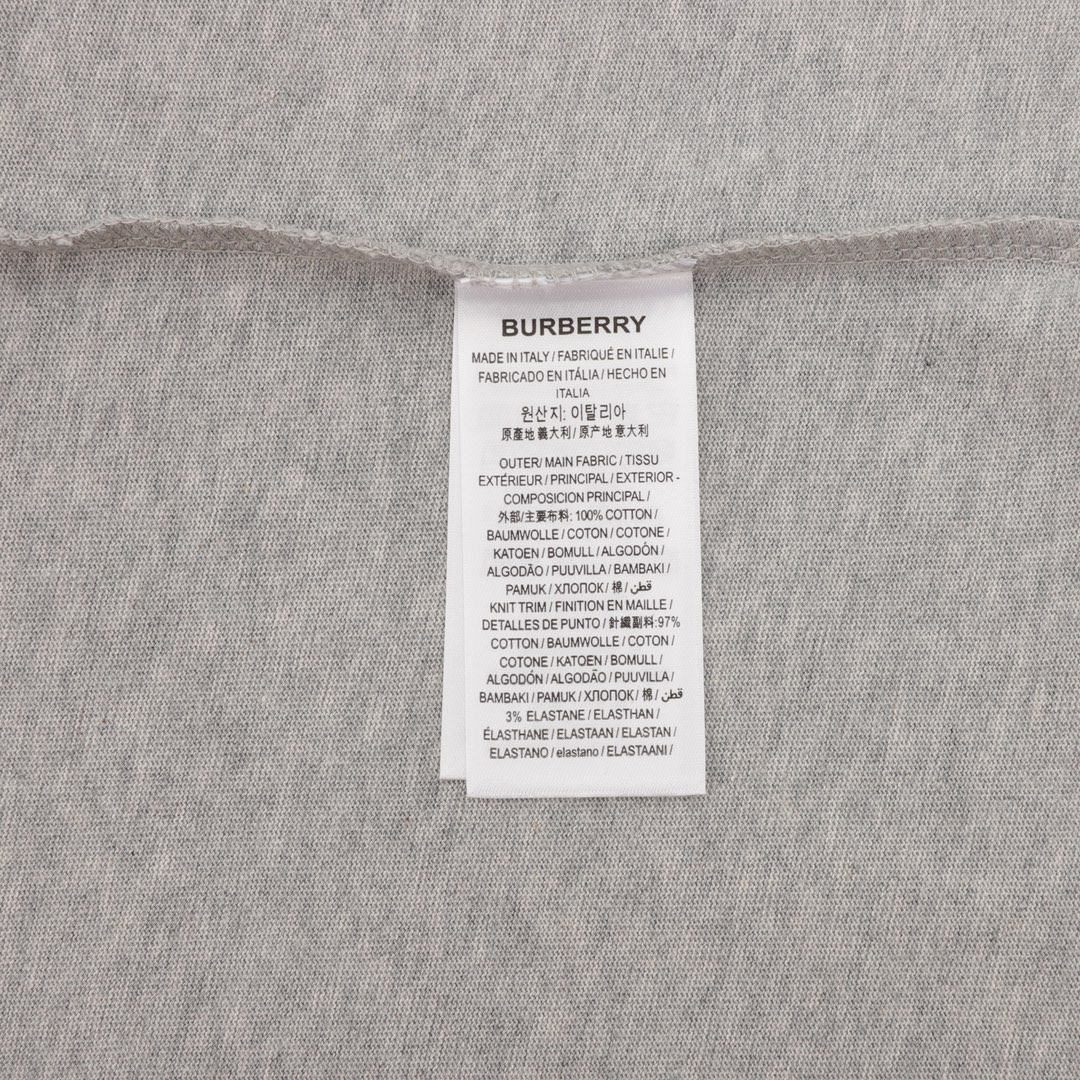 BURBERRY
MADE IN ITALY / FABRIQUÉ EN ITALIE /
FABRICADO EN ITÁLIA / HECHO EN
ITALIA
원산지: 이탈리아
原產地 義大利 / 原产地 意大利
OUTER/ MAIN FABRIC / TISSU
EXTÉRIEUR / PRINCIPAL / EXTERIOR -
COMPOSICION PRINCIPAL /
外部/主要布料: 100% COTTON /
BAUMWOLLE / COTON / COTONE /
KATOEN / BOMULL / ALGODÓN /
ALGODÃO / PUUVILLA / BAMBAKI /
PAMUK / ХЛОПОК / 棉 / قطن
KNIT TRIM / FINITION EN MAILLE /
DETALLES DE PUNTO / 針織副料:97%
COTTON / BAUMWOLLE / COTON /
COTONE / KATOEN / BOMULL /
ALGODÓN / ALGODÃO / PUUVILLA /
BAMBAKI / PAMUK / ХЛОПОК / 棉 / قطن
3% ELASTANE / ELASTHAN /
ÉLASTHANE / ELASTAAN / ELASTAN /
ELASTANO / elastano / ELASTAANI /